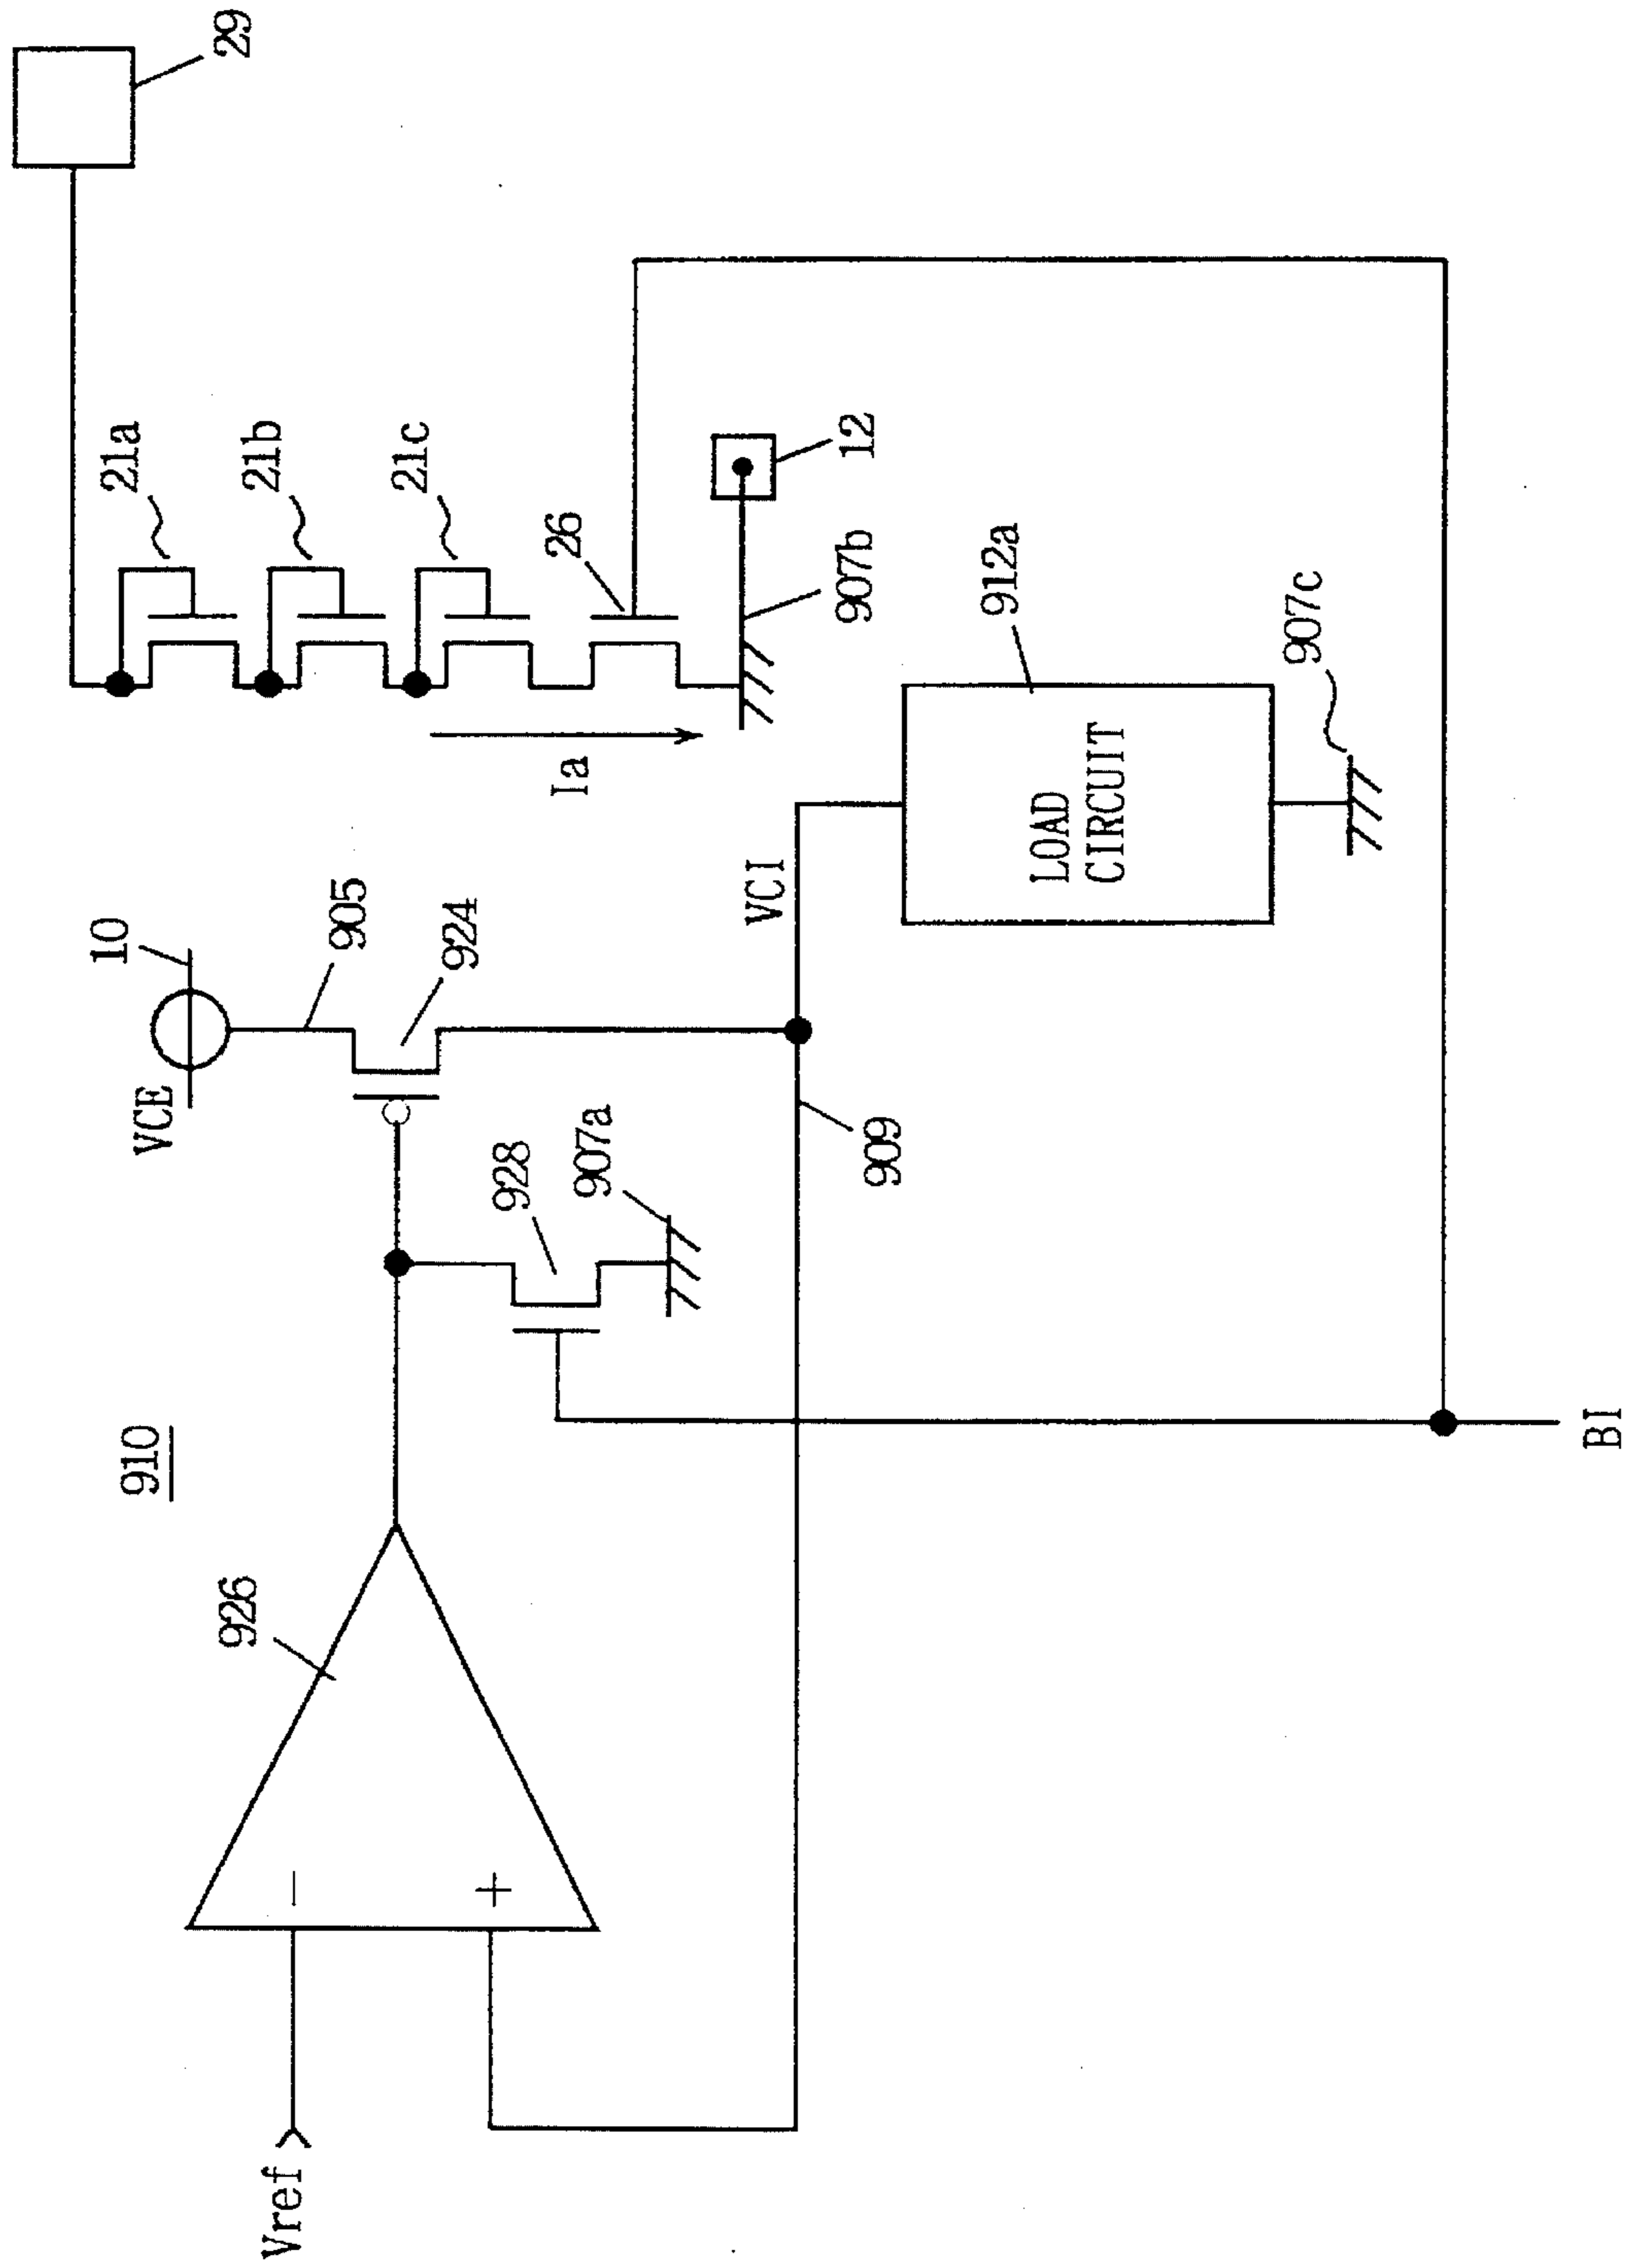 910
Vref
926
−
+
VCE
10
905
924
928
907a
909
VCI
LOAD
CIRCUIT
912a
907c
Ia
21a
21b
21c
26
12
907b
29
BI